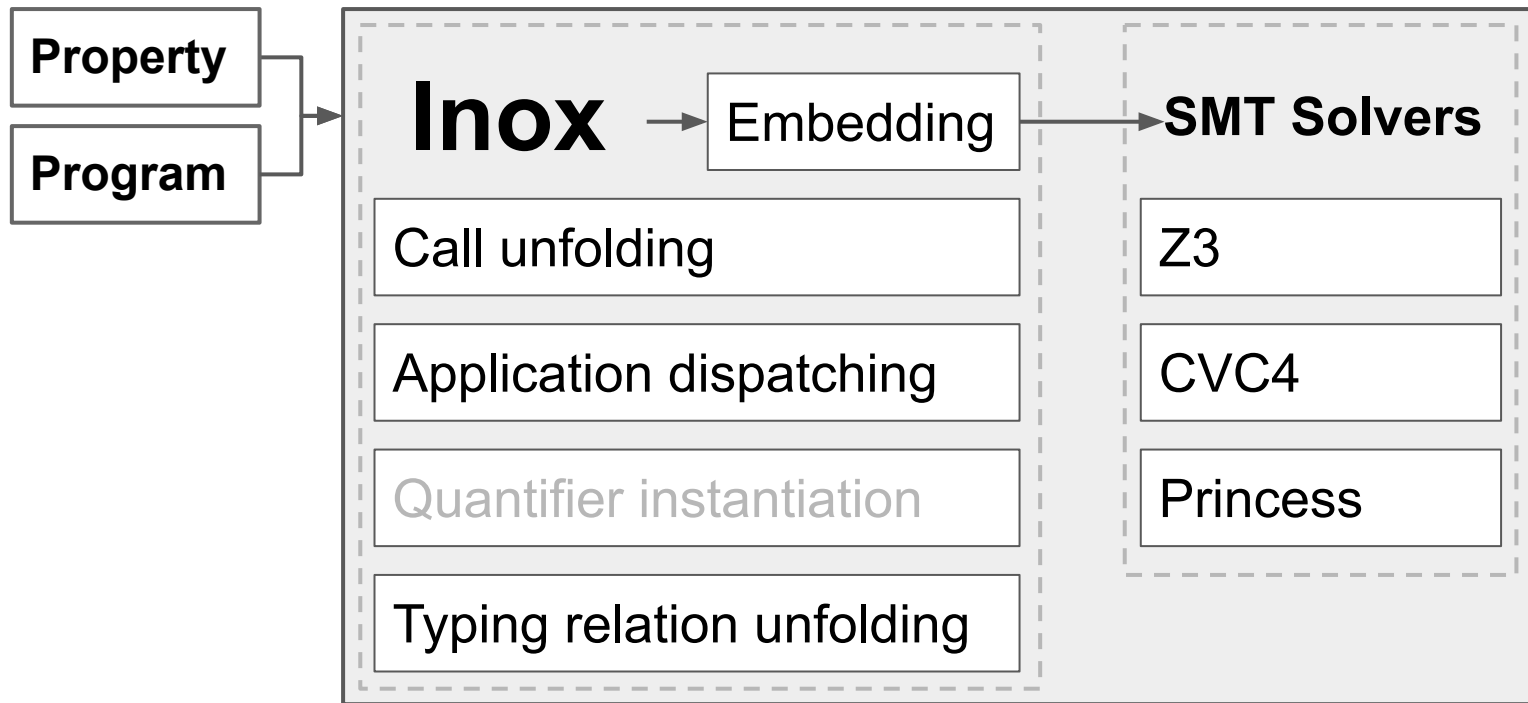 Property
Program
Inox
Embedding
Call unfolding
Application dispatching
Quantifier instantiation
Typing relation unfolding
SMT Solvers
Z3
CVC4
Princess